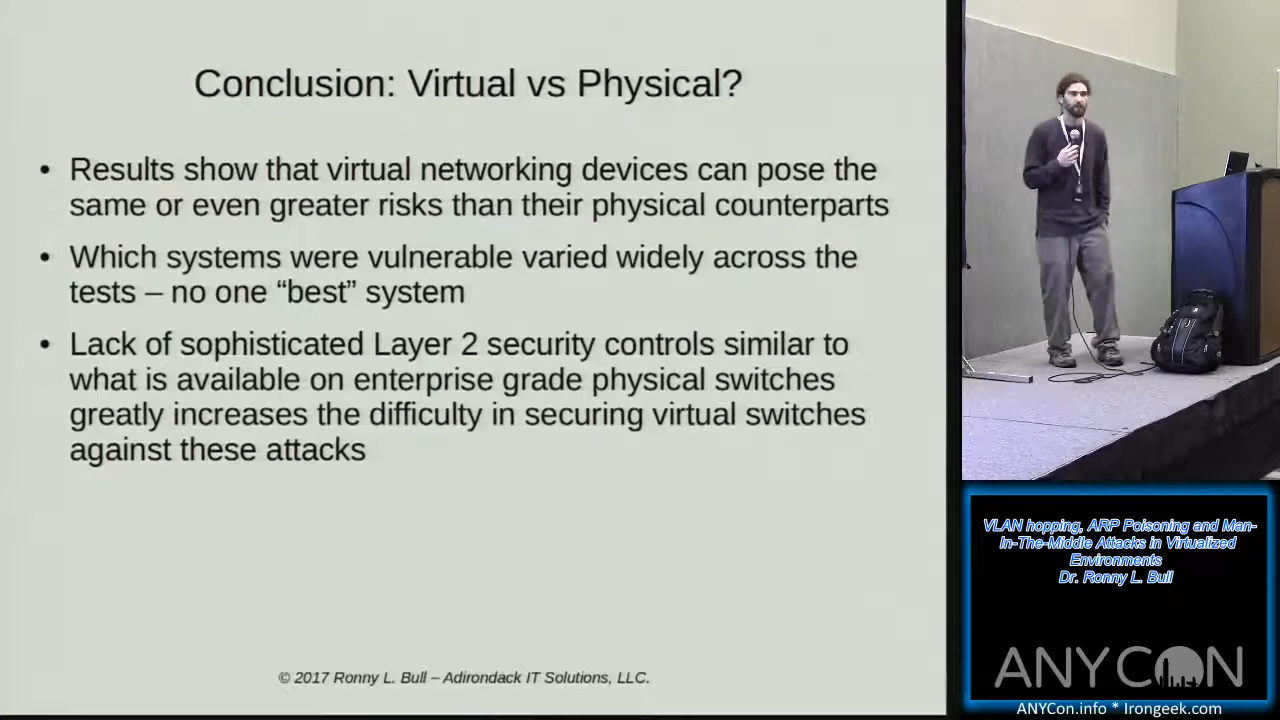 Conclusion: Virtual vs Physical?
• Results show that virtual networking devices can pose the
same or even greater risks than their physical counterparts
• Which systems were vulnerable varied widely across the
tests – no one “best” system
• Lack of sophisticated Layer 2 security controls similar to
what is available on enterprise grade physical switches
greatly increases the difficulty in securing virtual switches
against these attacks
© 2017 Ronny L. Bull – Adirondack IT Solutions, LLC.
VLAN hopping, ARP Poisoning and Man-
In-The-Middle Attacks in Virtualized
Environments
Dr. Ronny L. Bull
ANYCON
ANYCon.info * Irongeek.com